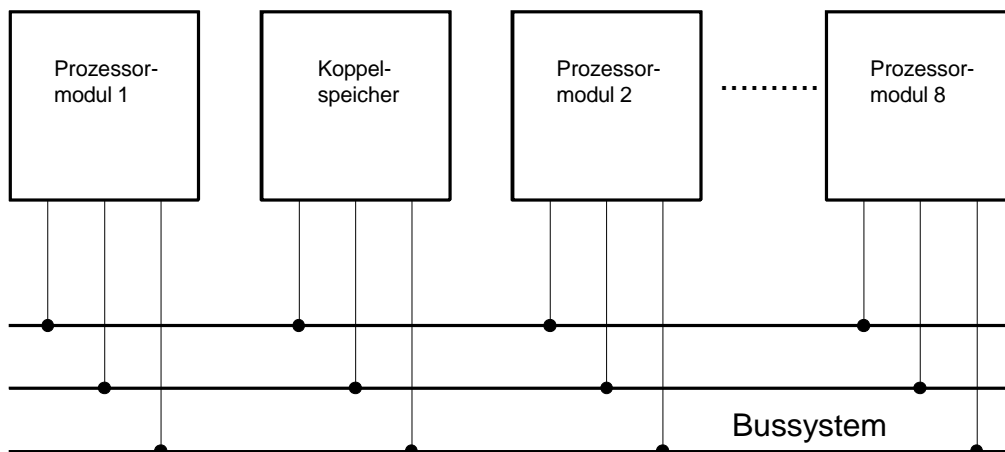 Prozessor-
modul 1
Koppel-
speicher
Prozessor-
modul 2
Prozessor-
modul 8
Bussystem